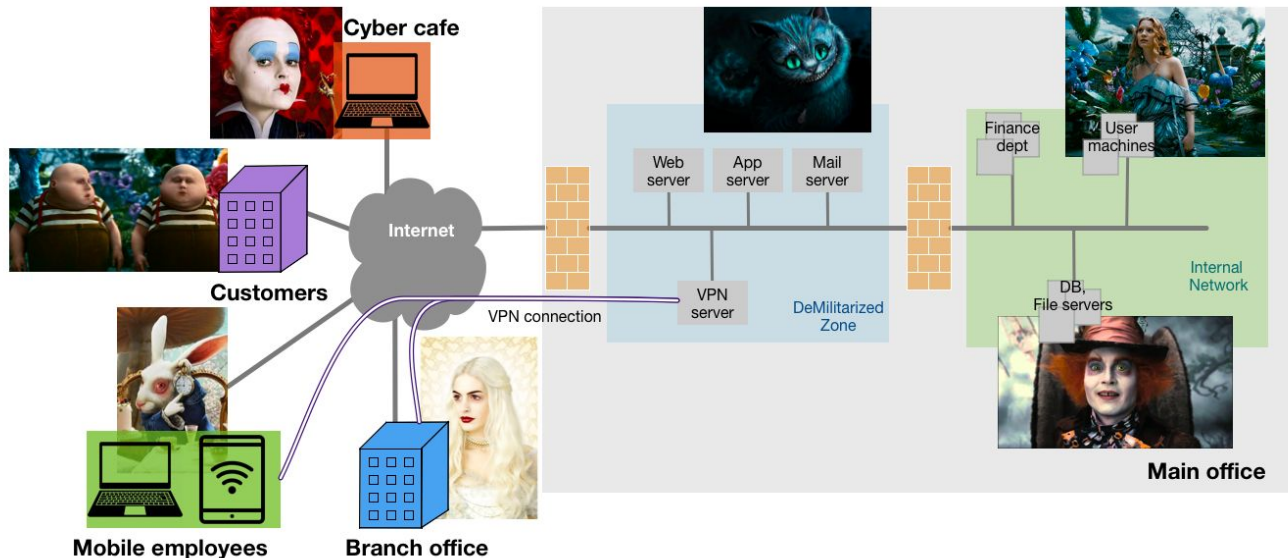 Cyber cafe
Customers
Mobile employees
Branch office
Internet
VPN connection
Web
server
App
server
Mail
server
VPN
server
DeMilitarized
Zone
Finance
dept
User
machines
DB,
File servers
Internal
Network
Main office